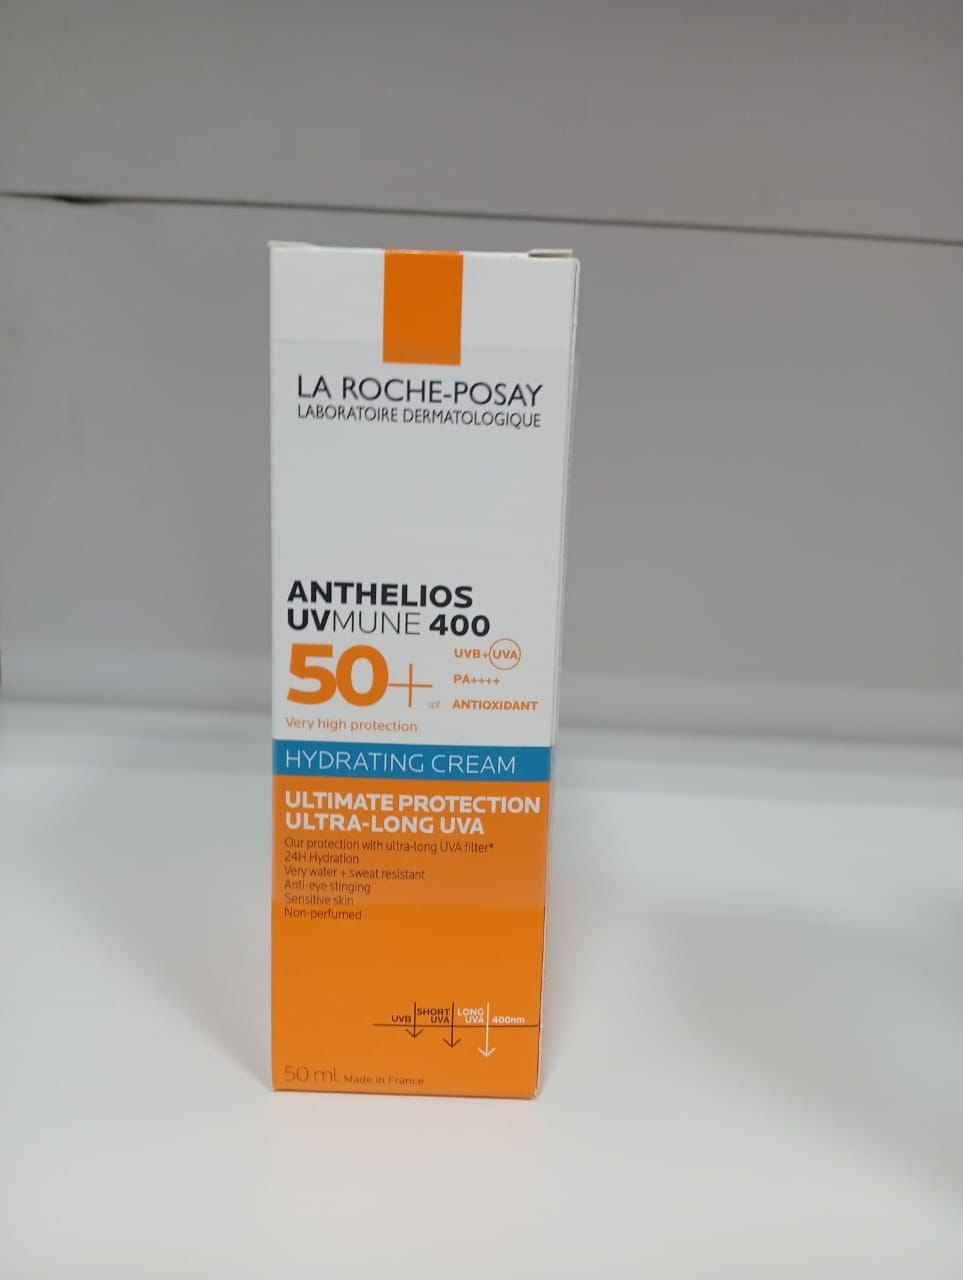 LA ROCHE-POSAY
LABORATOIRE DERMATOLOGIQUE
ANTHELIOS
UVMUNE 400
50+ spf
UVB+UVA
PA++++
ANTIOXIDANT
Very high protection
HYDRATING CREAM
ULTIMATE PROTECTION
ULTRA-LONG UVA
Our protection with ultra-long UVA filter*
24H Hydration
Very water + sweat resistant
Anti-eye stinging
Sensitive skin
Non-perfumed
UVB
SHORT
UVA
LONG
UVA
400nm
50 ml Made in France